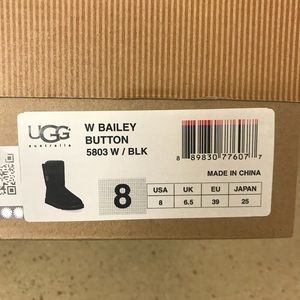 UGG
australia
W BAILEY
BUTTON
5803 W / BLK
8 89830 77607 7
MADE IN CHINA
8
USA UK EU JAPAN
8 6.5 39 25